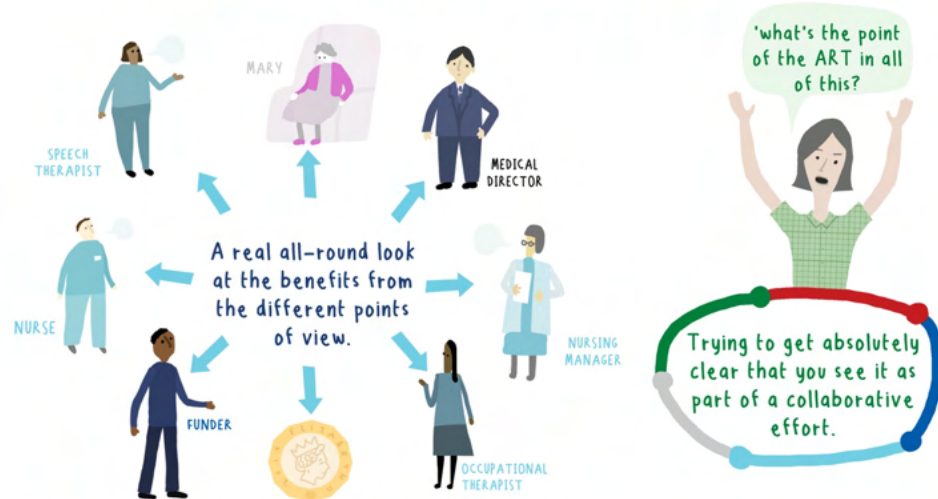 'what's the point
of the ART in all
of this?
MARY
SPEECH
THERAPIST
MEDICAL
DIRECTOR
A real all-round look
at the benefits from
the different points
of view.
NURSE
NURSING
MANAGER
FUNDER
OCCUPATIONAL
THERAPIST
Trying to get absolutely
clear that you see it as
part of a collaborative
effort.